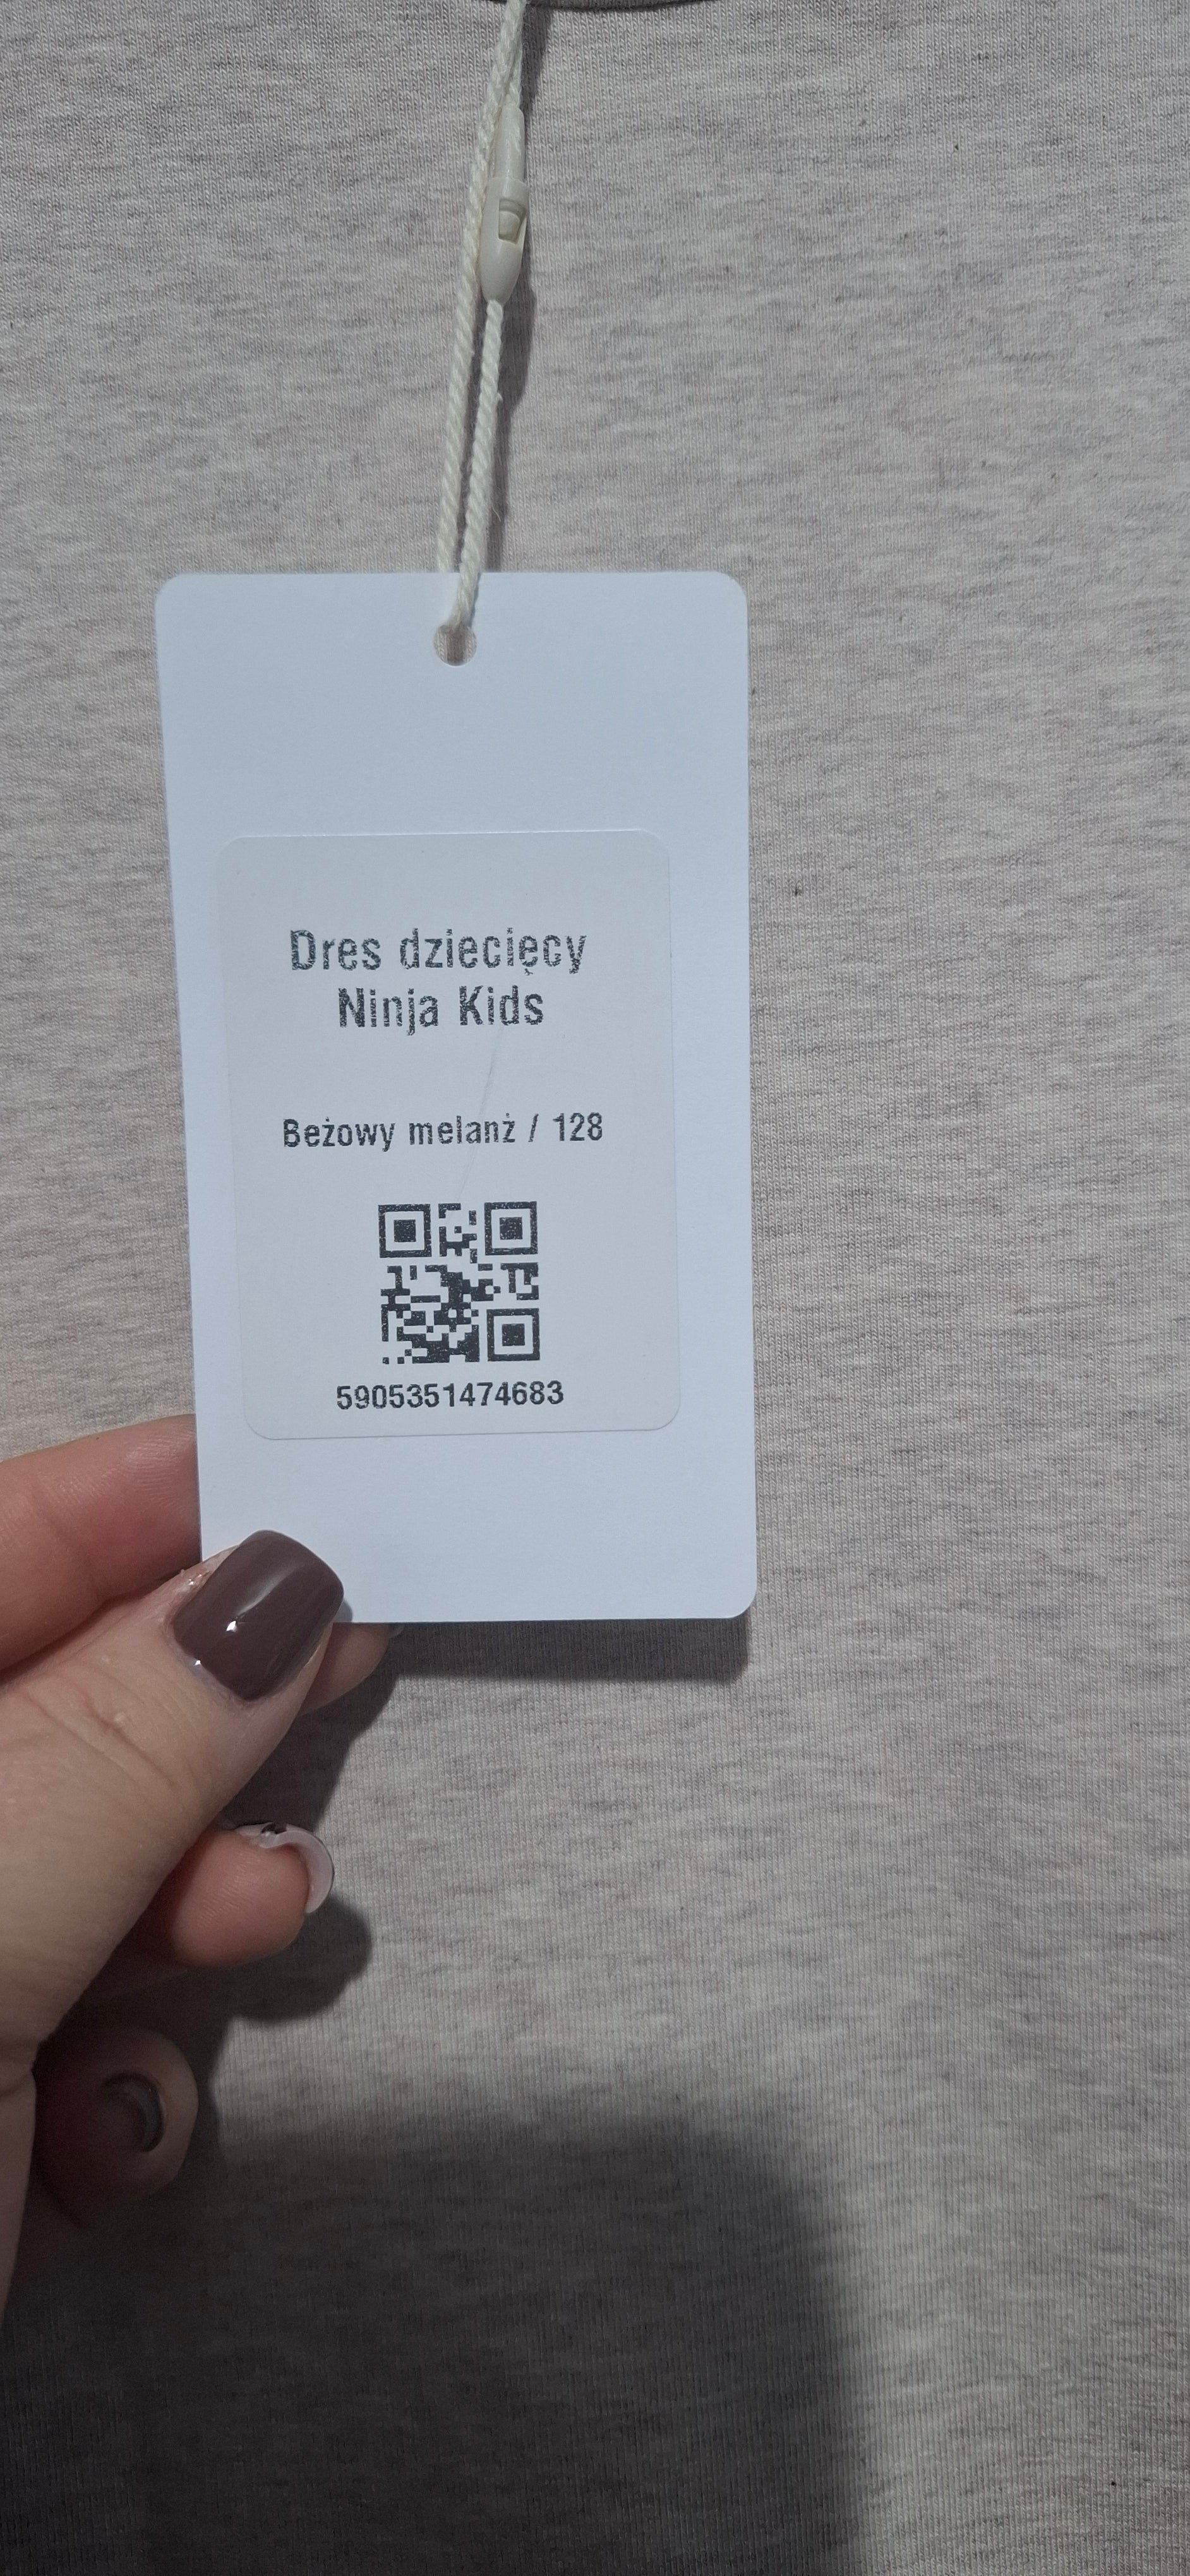 Dres dziecięcy
Ninja Kids
Beżowy melanż / 128
5905351474683